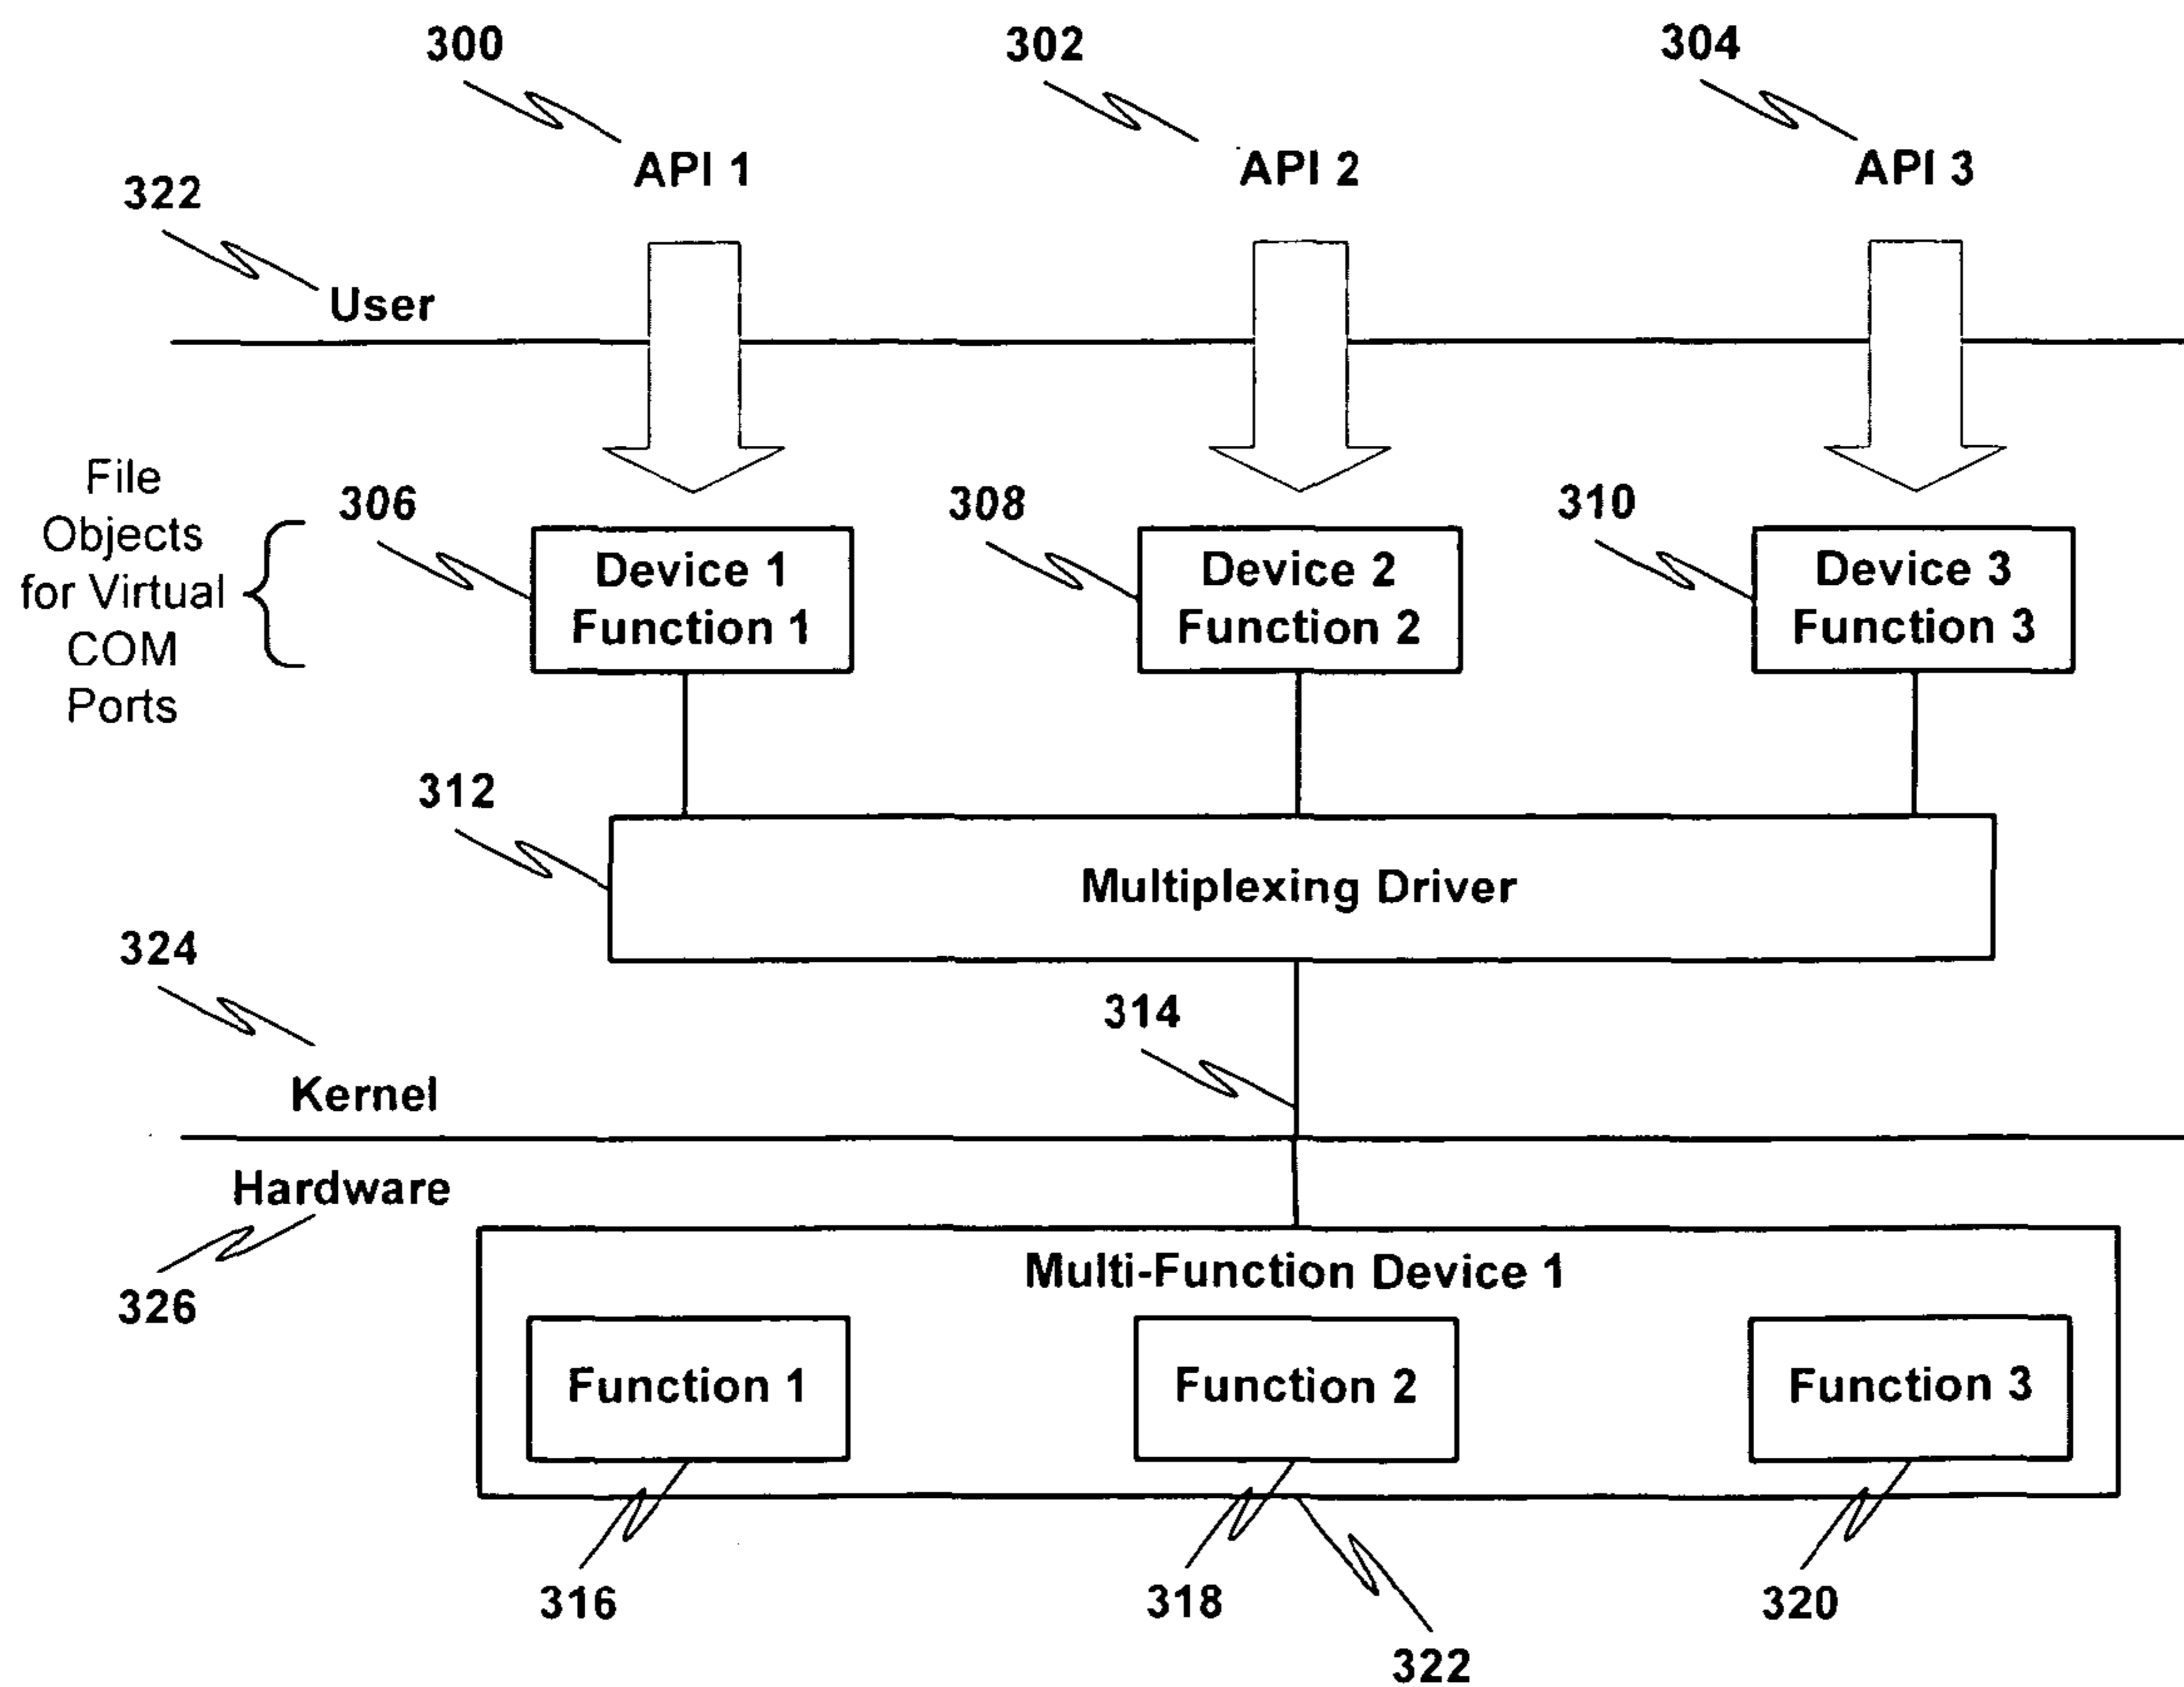 300
302
304
API 1
API 2
API 3
322
User
File
Objects
for Virtual
COM
Ports
306
308
310
Device 1
Function 1
Device 2
Function 2
Device 3
Function 3
312
Multiplexing Driver
324
314
Kernel
Hardware
326
Multi-Function Device 1
Function 1
Function 2
Function 3
316
318
320
322